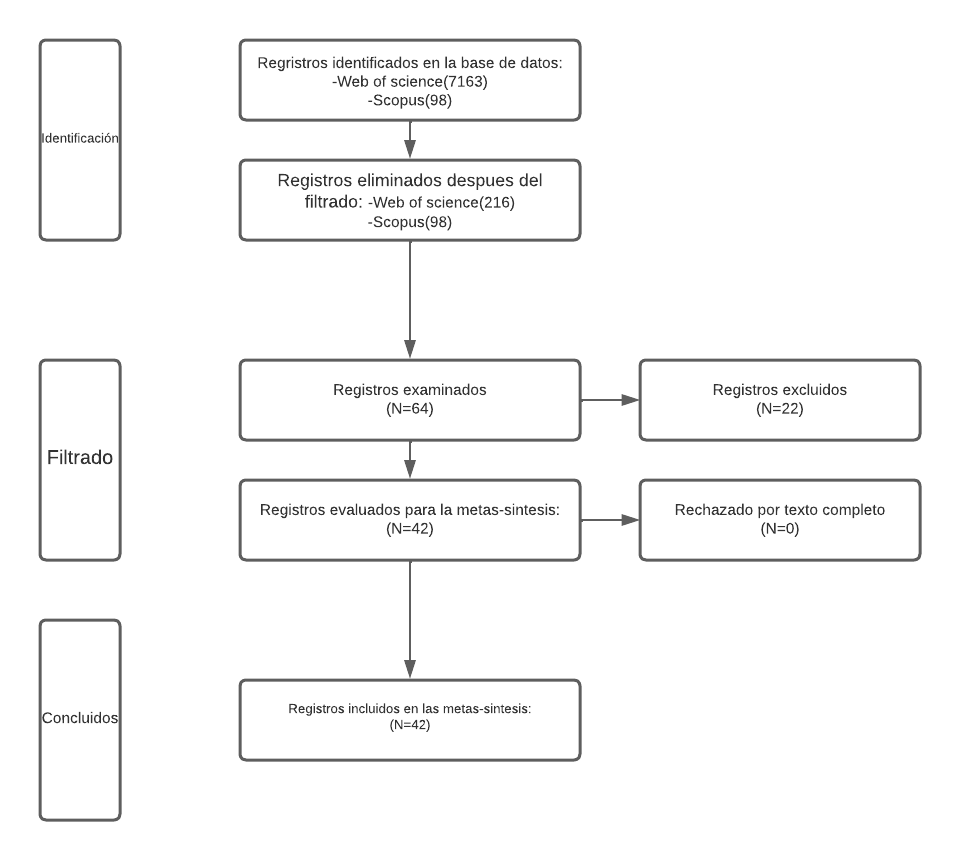 Identificación
Regristros identificados en la base de datos:
-Web of science(7163)
-Scopus(98)
Registros eliminados despues del
filtrado: -Web of science(216)
-Scopus(98)
Filtrado
Registros examinados
(N=64)
Registros excluidos
(N=22)
Registros evaluados para la metas-sintesis:
(N=42)
Rechazado por texto completo
(N=0)
Concluidos
Registros incluidos en las metas-sintesis:
(N=42)